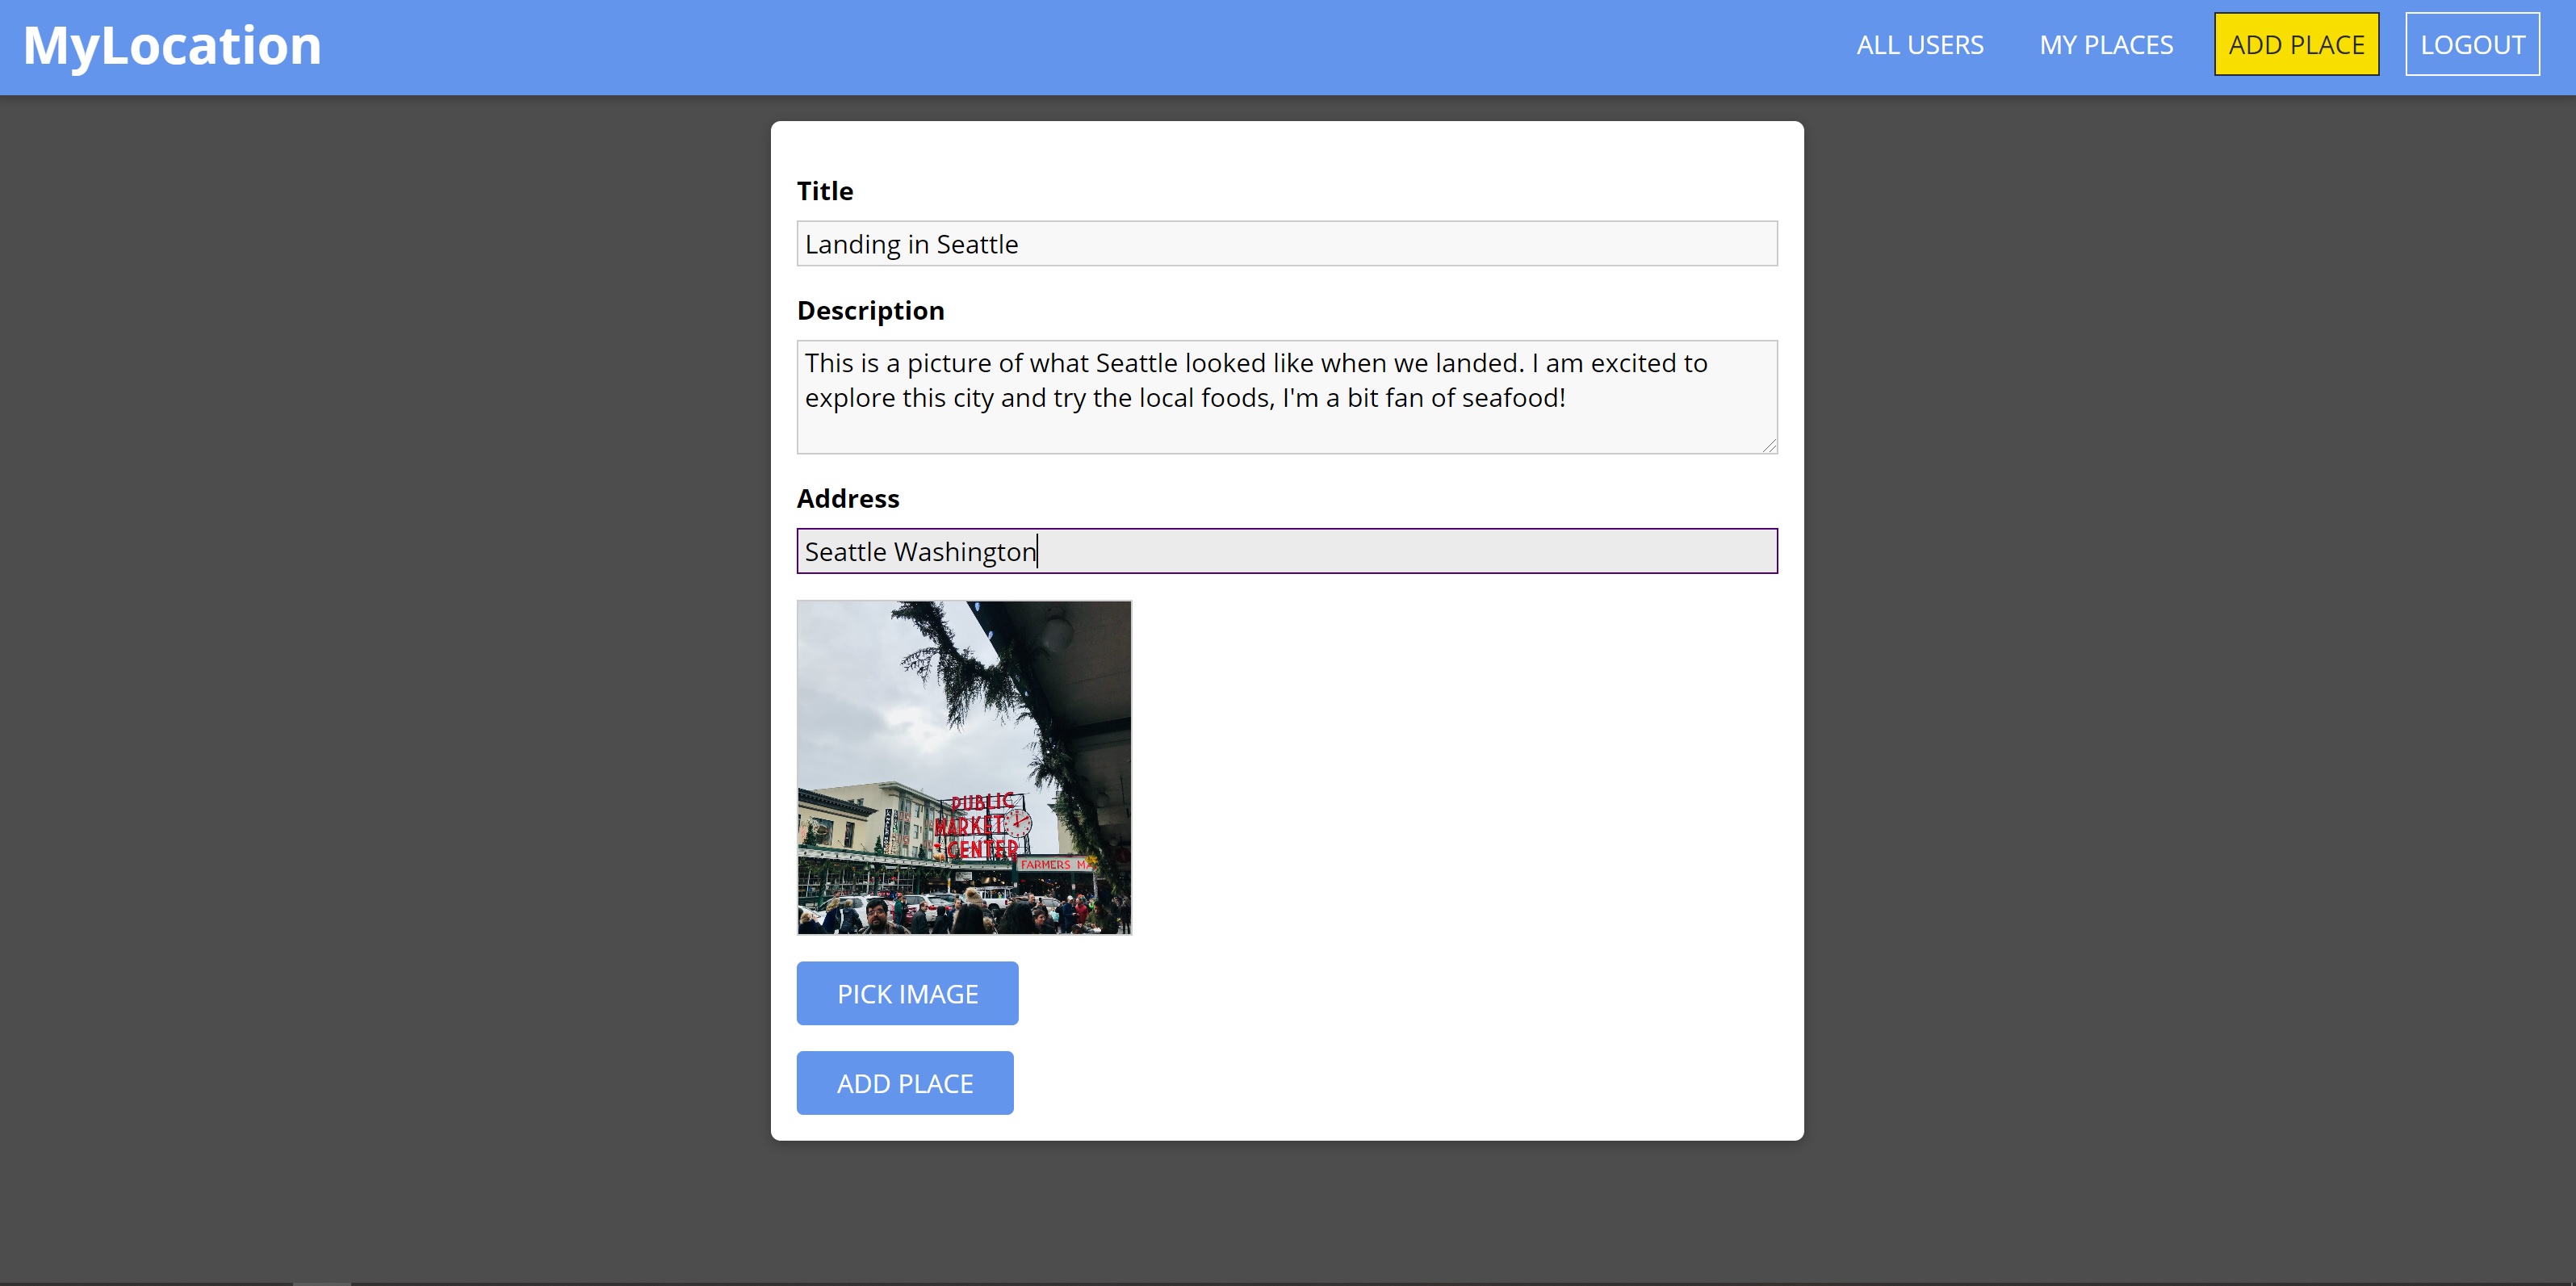 MyLocation
ALL USERS
MY PLACES
ADD PLACE
LOGOUT
Title
Landing in Seattle
Description
This is a picture of what Seattle looked like when we landed. I am excited to
explore this city and try the local foods, I'm a bit fan of seafood!
Address
Seattle Washington
PUBLIC
MARKET
CENTER
FARMERS MA
PICK IMAGE
ADD PLACE